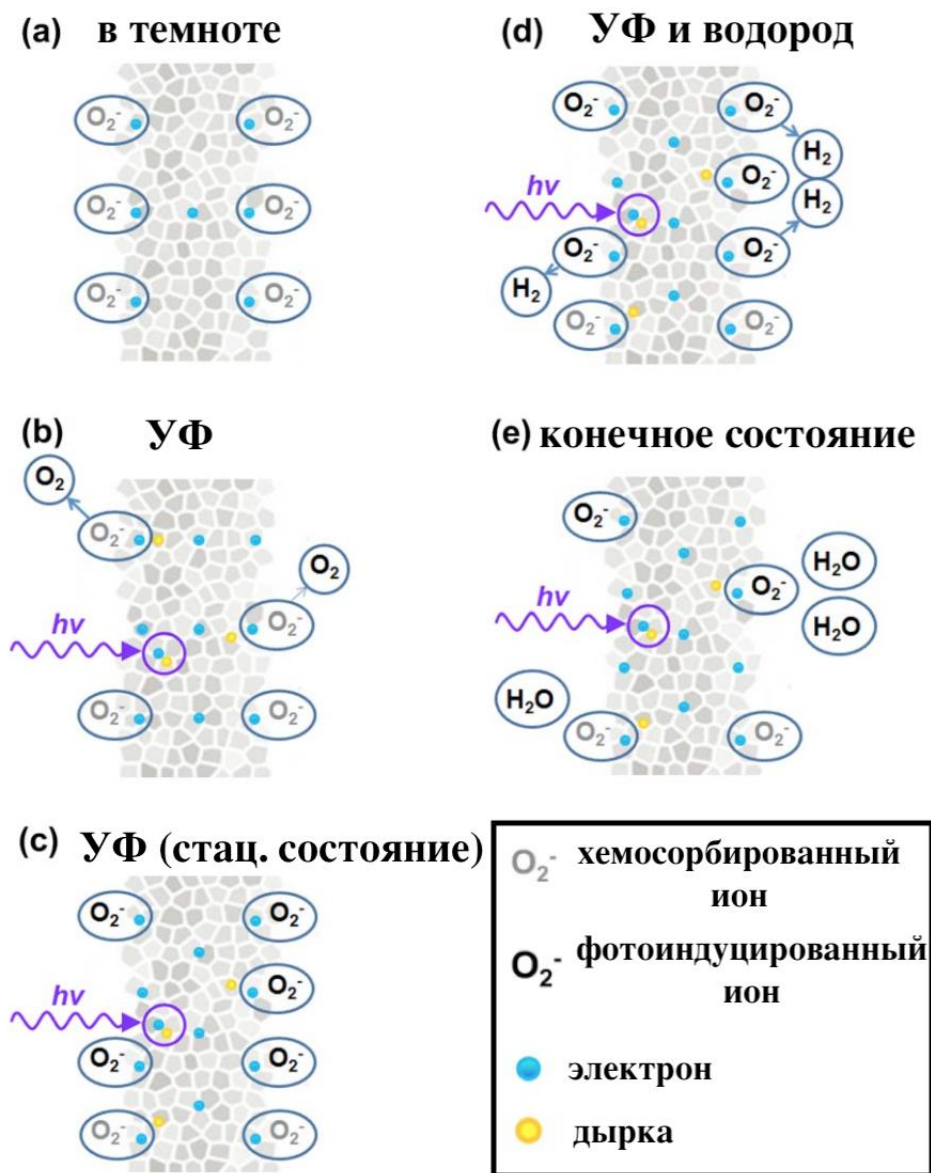 (a) в темноте
O₂⁻ O₂⁻
O₂⁻ O₂⁻
O₂⁻ O₂⁻
(b) УФ
O₂
O₂⁻
O₂
O₂⁻
hv
O₂⁻ O₂⁻
(c) УФ (стац. состояние)
O₂⁻ O₂⁻
O₂⁻
hv
O₂⁻ O₂⁻
O₂⁻ O₂⁻
(d) УФ и водород
O₂⁻ O₂⁻
H₂
O₂⁻
hv
H₂
O₂⁻ O₂⁻
H₂
O₂⁻ O₂⁻
(e) конечное состояние
O₂⁻
H₂O
O₂⁻
hv
H₂O
H₂O
O₂⁻ O₂⁻
O₂⁻ хемосорбированный
ион
O₂⁻ фотоиндуцированный
ион
электрон
дырка